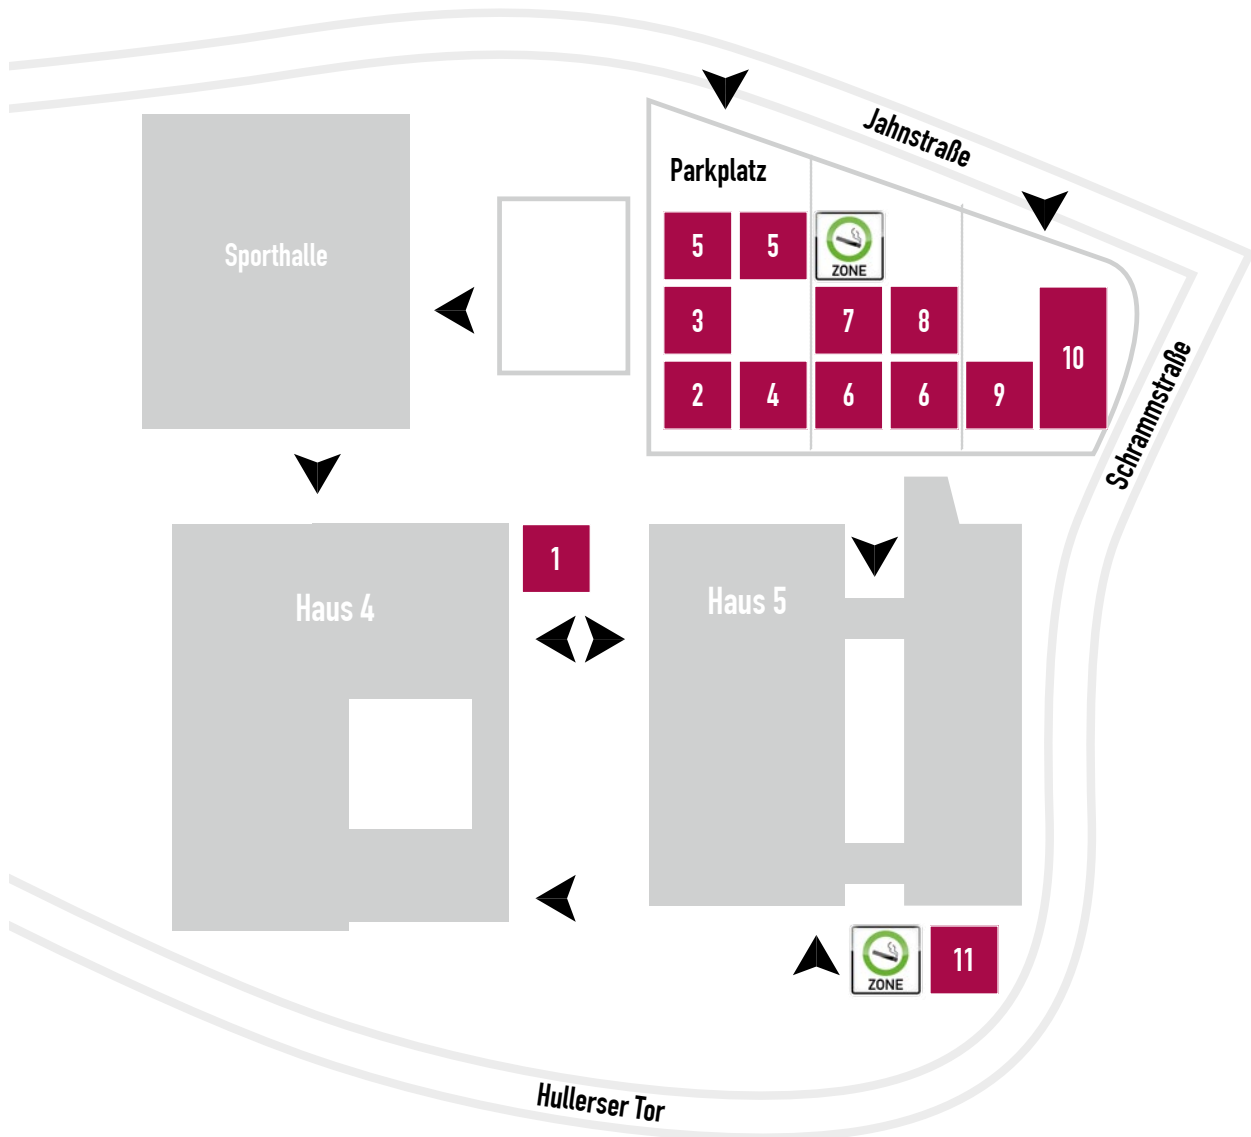 Jahnstraße
Parkplatz
Sporthalle
5
5
ZONE
3
7
8
10
2
4
6
6
9
Schrammstraße
1
Haus 4
Haus 5
11
ZONE
Hullerser Tor